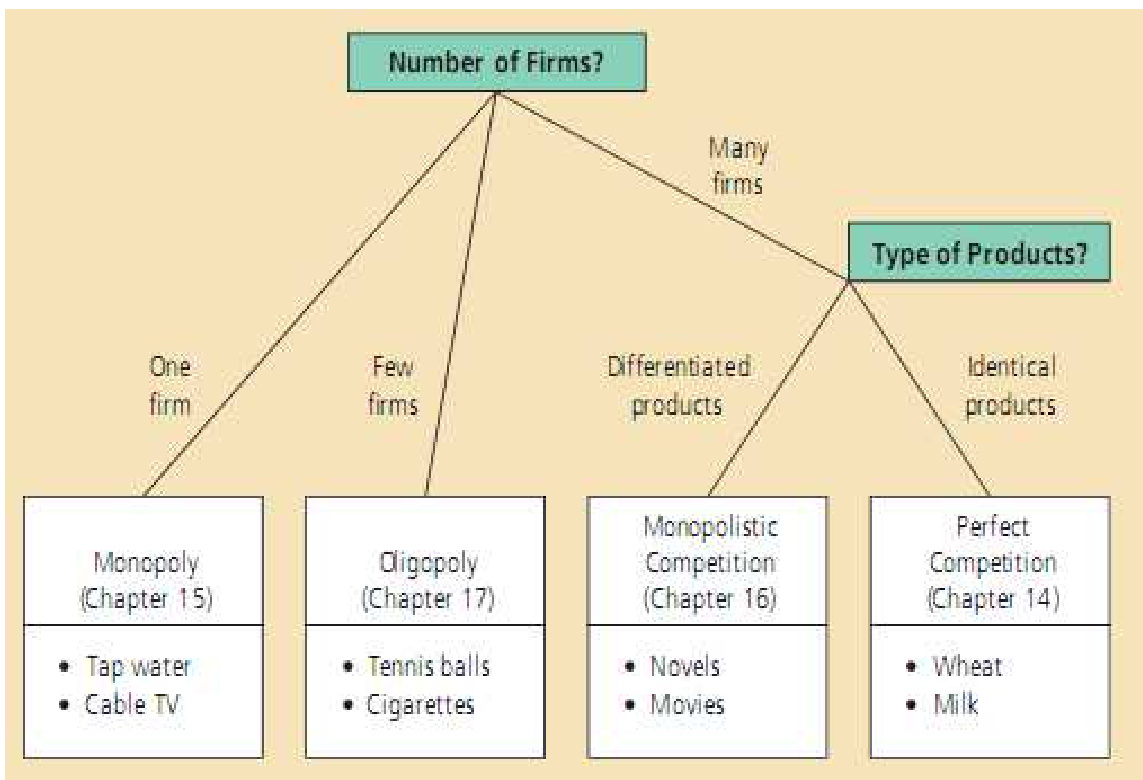 Number of Firms?
Many
firms
Type of Products?
One
firm
Few
firms
Differentiated
products
Identical
products
Monopoly
(Chapter 15)
Oligopoly
(Chapter 17)
Monopolistic
Competition
(Chapter 16)
Perfect
Competition
(Chapter 14)
• Tap water
• Cable TV
• Tennis balls
• Cigarettes
• Novels
• Movies
• Wheat
• Milk